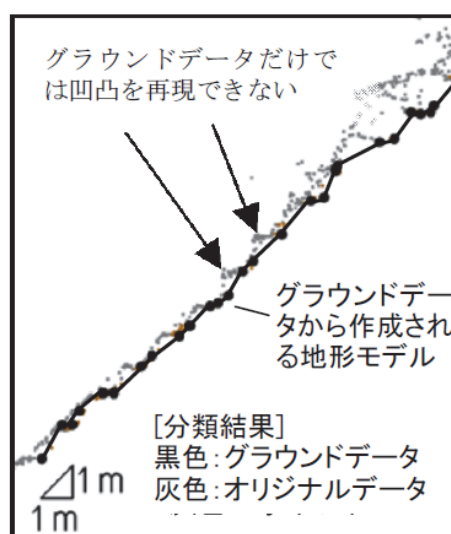 グラウンドデータだけで
は凹凸を再現できない
グラウンドデー
タから作成され
る地形モデル
[分類結果]
黒色:グラウンドデータ
灰色:オリジナルデータ
1 m
1 m